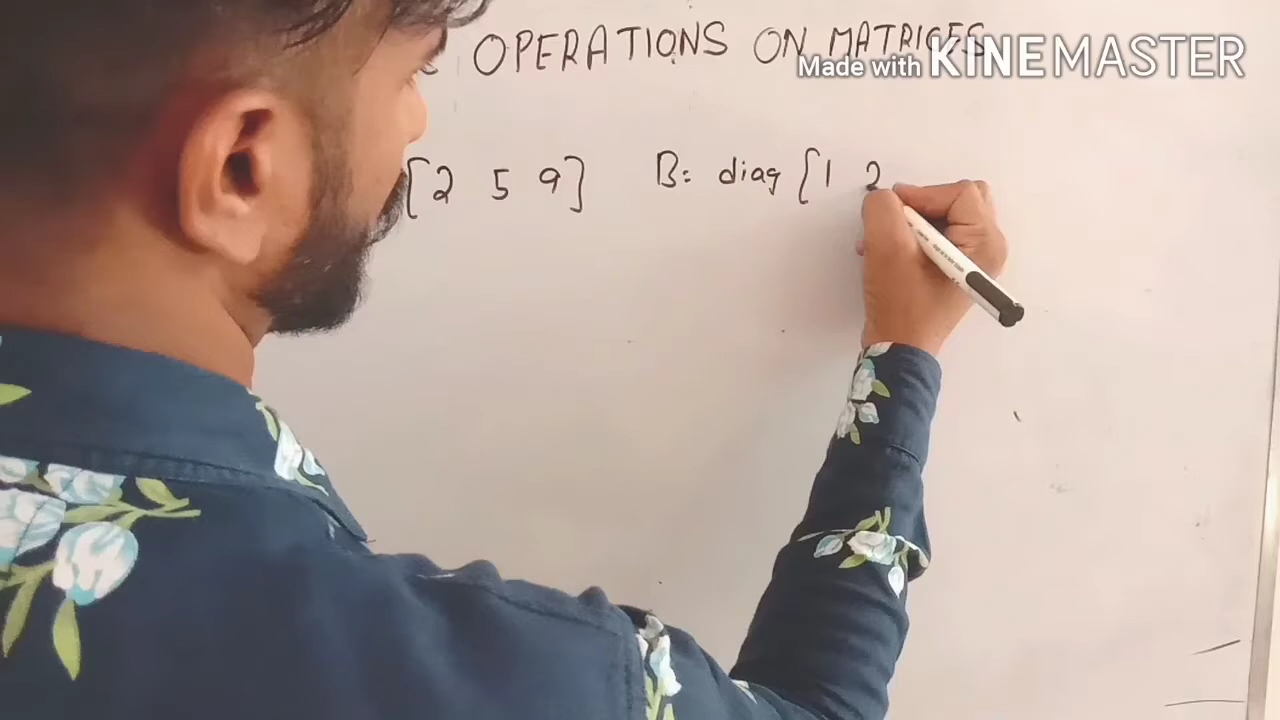 OPERATIONS ON MATRICES
Made with KINEMASTER
[2 5 9] B = diag [1 2